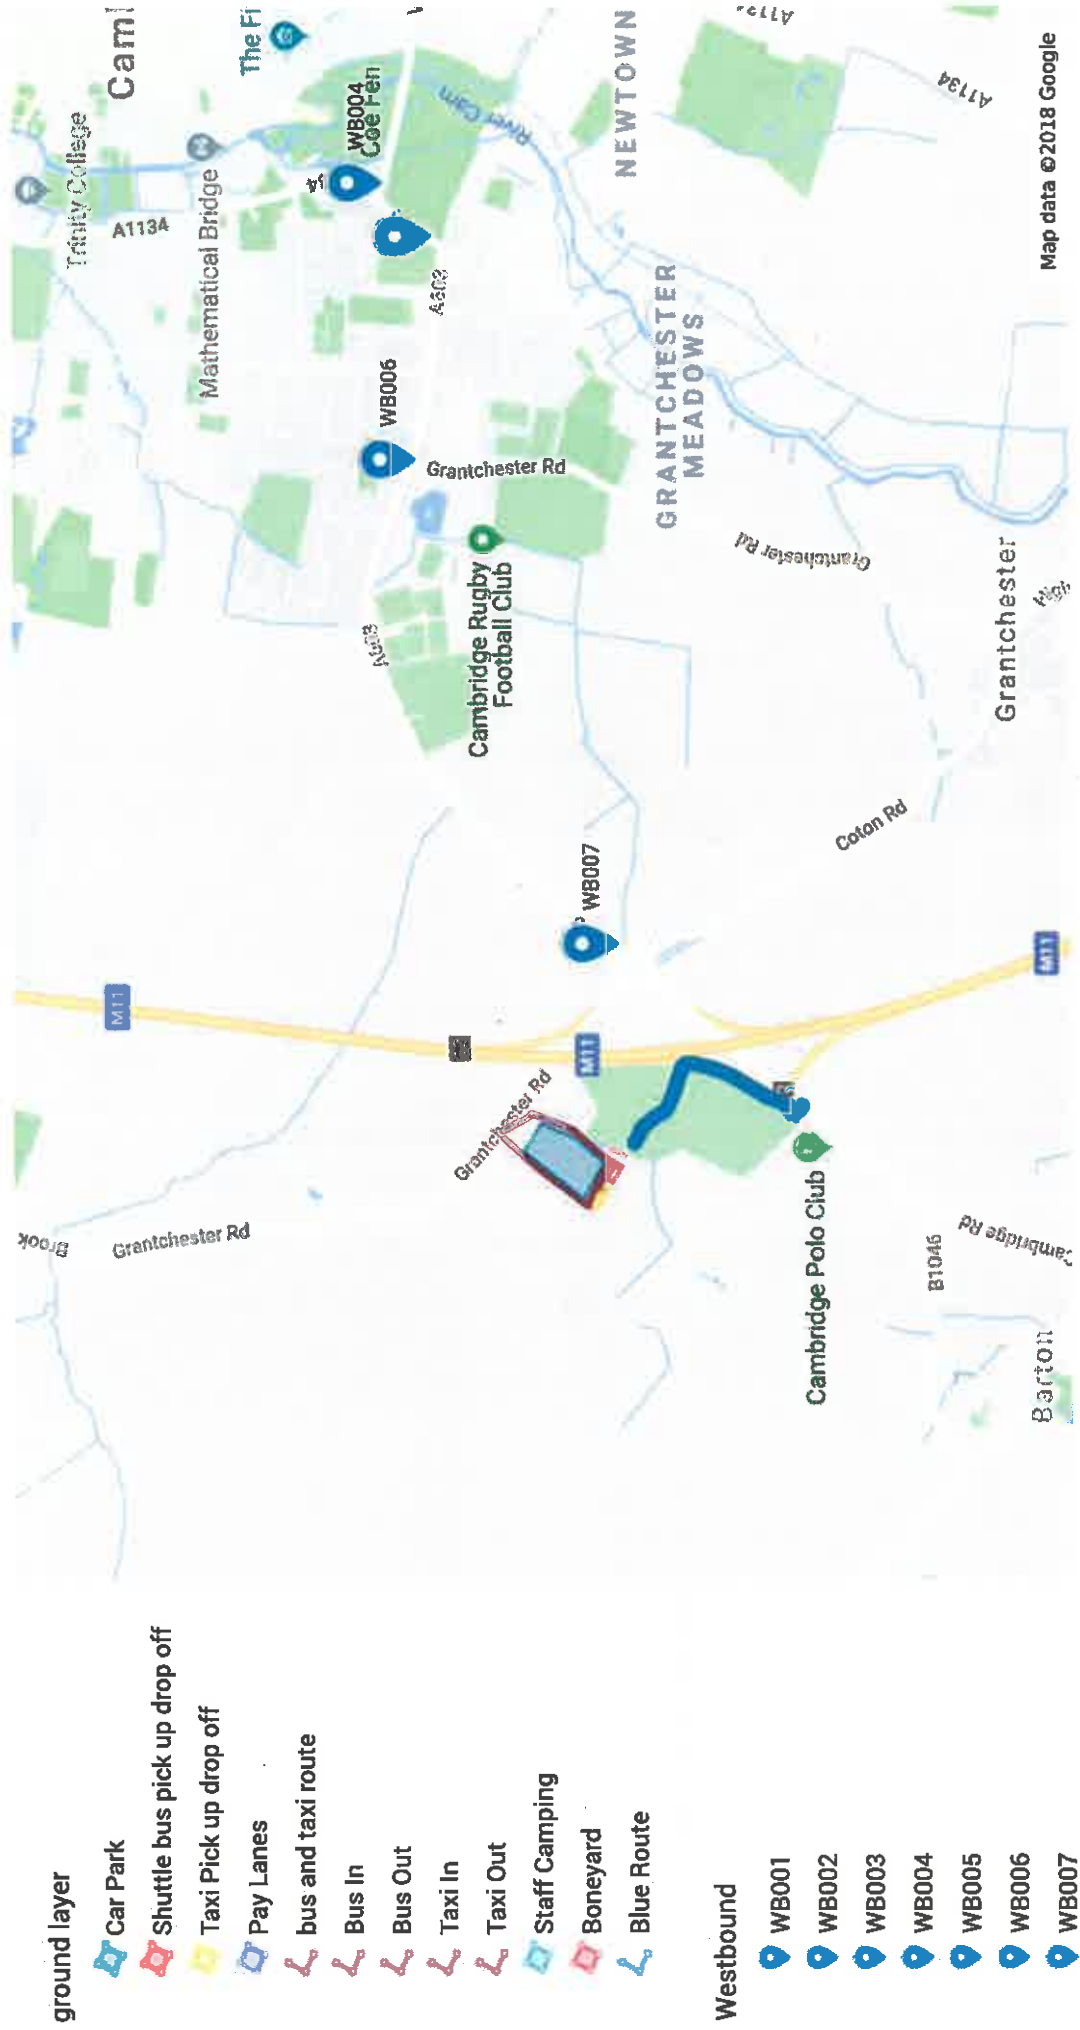 ground layer
Car Park
Shuttle bus pick up drop off
Taxi Pick up drop off
Pay Lanes
bus and taxi route
Bus In
Bus Out
Taxi In
Taxi Out
Staff Camping
Boneyard
Blue Route
Westbound
WB001
WB002
WB003
WB004
WB005
WB006
WB007
Brook
Grantchester Rd
M11
Grantchester Rd
M11
Cambridge Polo Club
B1046
Cambridge Rd
Barton
M11
WB007
Coton Rd
A603
Cambridge Rugby
Football Club
Grantchester Rd
WB006
Grantchester Rd
Grantchester
High
GRANTCHESTER
MEADOWS
A603
Trinity College
A1134
Mathematical Bridge
WB004
Coe Fen
River Cam
The Fi
Cam
NEWTOWN
A1134
Map data ©2018 Google